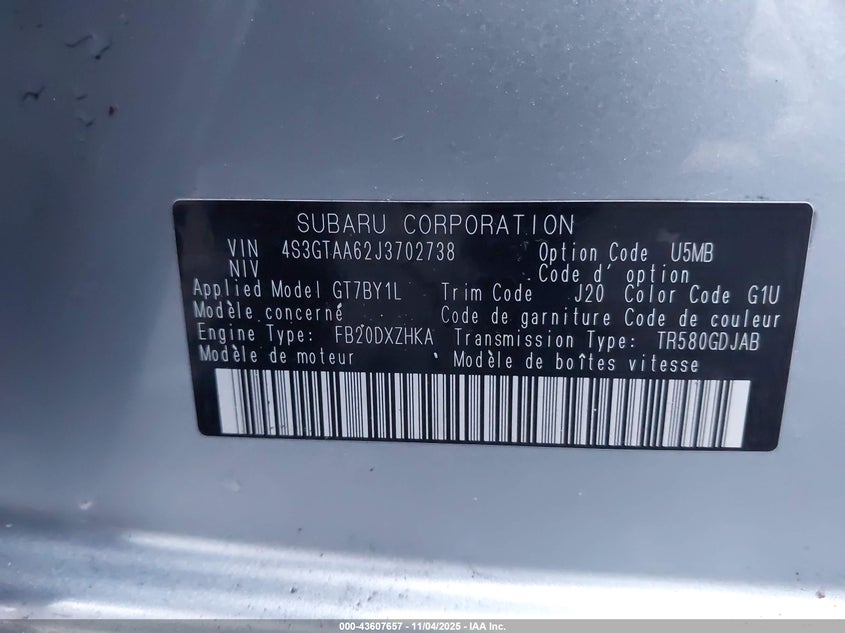 SUBARU CORPORATION
VIN 4S3GTAA62J3702738 Option Code U5MB
NIV Code d' option
Applied Model GT7BY1L Trim Code J20 Color Code G1U
Modèle concerné Code de garniture Code de couleur
Engine Type: FB20DXZHKA Transmission Type: TR580GDJAB
Modèle de moteur Modèle de boîtes vitesse
000-43607657 - 11/04/2025 - IAA Inc.